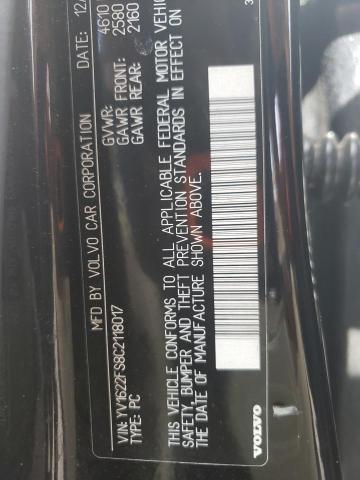 MFD BY VOLVO CAR CORPORATION
DATE: 12
GVWR: 4610
GAWR FRONT: 2580
GAWR REAR: 2160
VIN: YV1622FS8C2118017
TYPE: PC
THIS VEHICLE CONFORMS TO ALL APPLICABLE FEDERAL MOTOR VEHIC
SAFETY, BUMPER AND THEFT PREVENTION STANDARDS IN EFFECT ON
THE DATE OF MANUFACTURE SHOWN ABOVE.
VOLVO